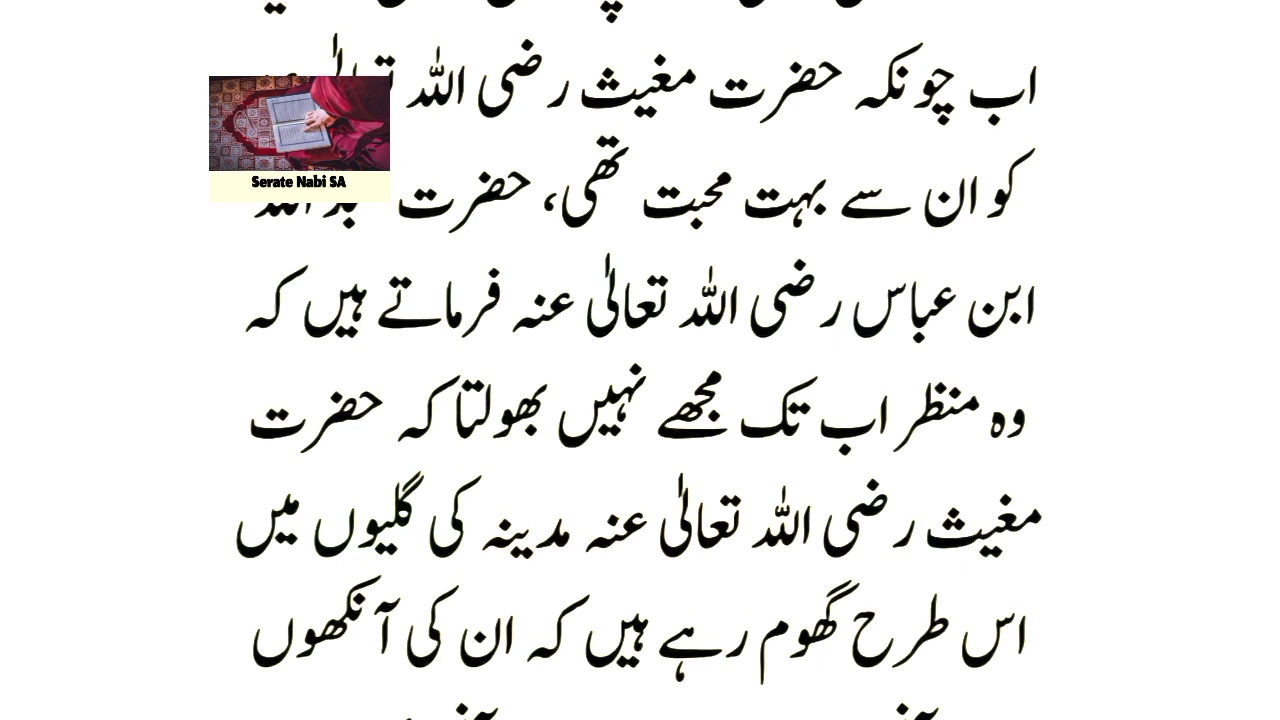 اب چونکہ حضرت مغیث رضی اللہ
کو ان سے بہت محبت تھی، حضرت
Serate Nabi SA
ابن عباس رضی اللہ تعالٰی عنہ فرماتے ہیں کہ
وہ منظر اب تک مجھے نہیں بھولتا کہ حضرت
مغیث رضی اللہ تعالٰی عنہ مدینہ کی گلیوں میں
اس طرح گھوم رہے ہیں کہ ان کی آنکھوں